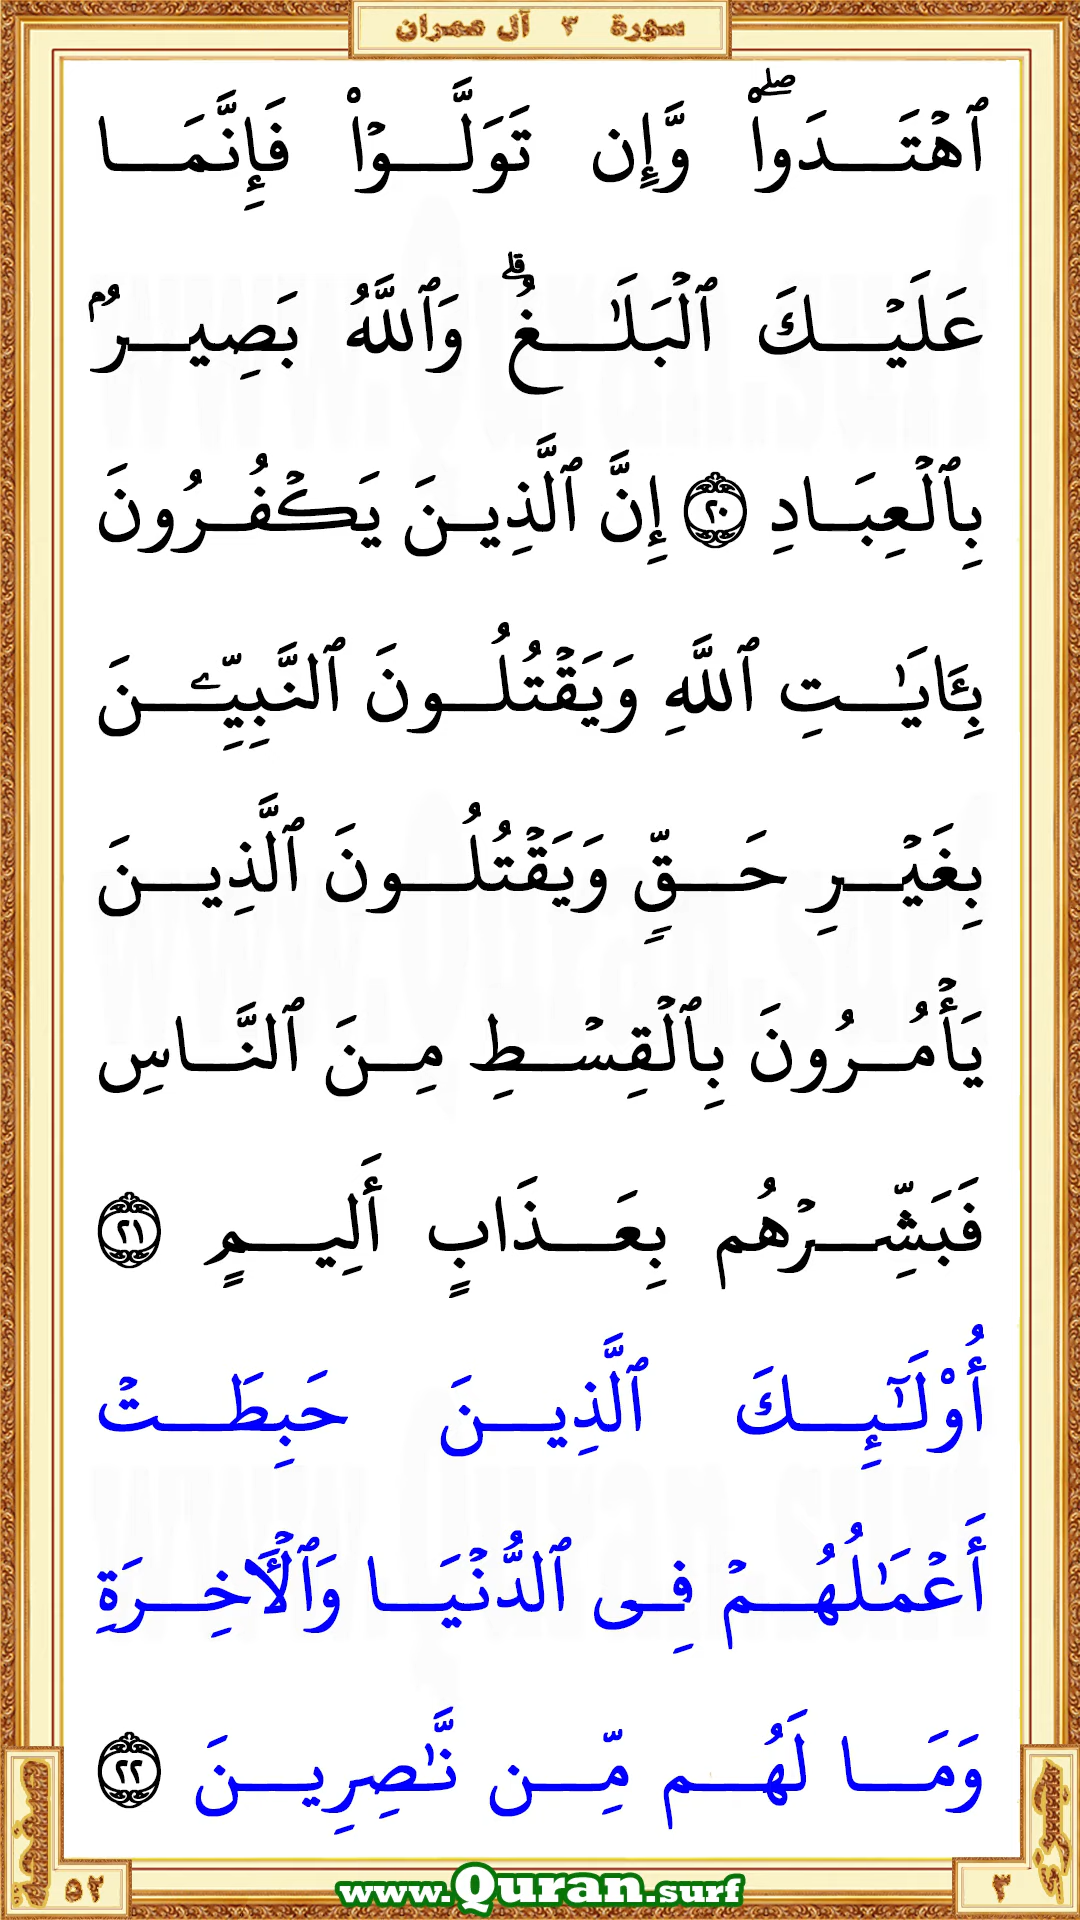 سورة ٣ آل عمران
ٱهْتَدَوا۟ ۖ وَّإِن تَوَلَّوْا۟ فَإِنَّمَا
عَلَيْكَ ٱلْبَلَـٰغُ ۗ وَٱللَّهُ بَصِيرٌۢ
بِٱلْعِبَادِ ٢٠ إِنَّ ٱلَّذِينَ يَكْفُرُونَ
بِـَٔايَـٰتِ ٱللَّهِ وَيَقْتُلُونَ ٱلنَّبِيِّـۧنَ
بِغَيْرِ حَقٍّ وَيَقْتُلُونَ ٱلَّذِينَ
يَأْمُرُونَ بِٱلْقِسْطِ مِنَ ٱلنَّاسِ
فَبَشِّرْهُم بِعَذَابٍ أَلِيمٍ ٢١
أُو۟لَـٰٓئِكَ ٱلَّذِينَ حَبِطَتْ
أَعْمَـٰلُهُمْ فِى ٱلدُّنْيَا وَٱلْـَٔاخِرَةِ
وَمَا لَهُم مِّن نَّـٰصِرِينَ ٢٢
جزء ٣
صفحة ٥٢
www.Quran.surf